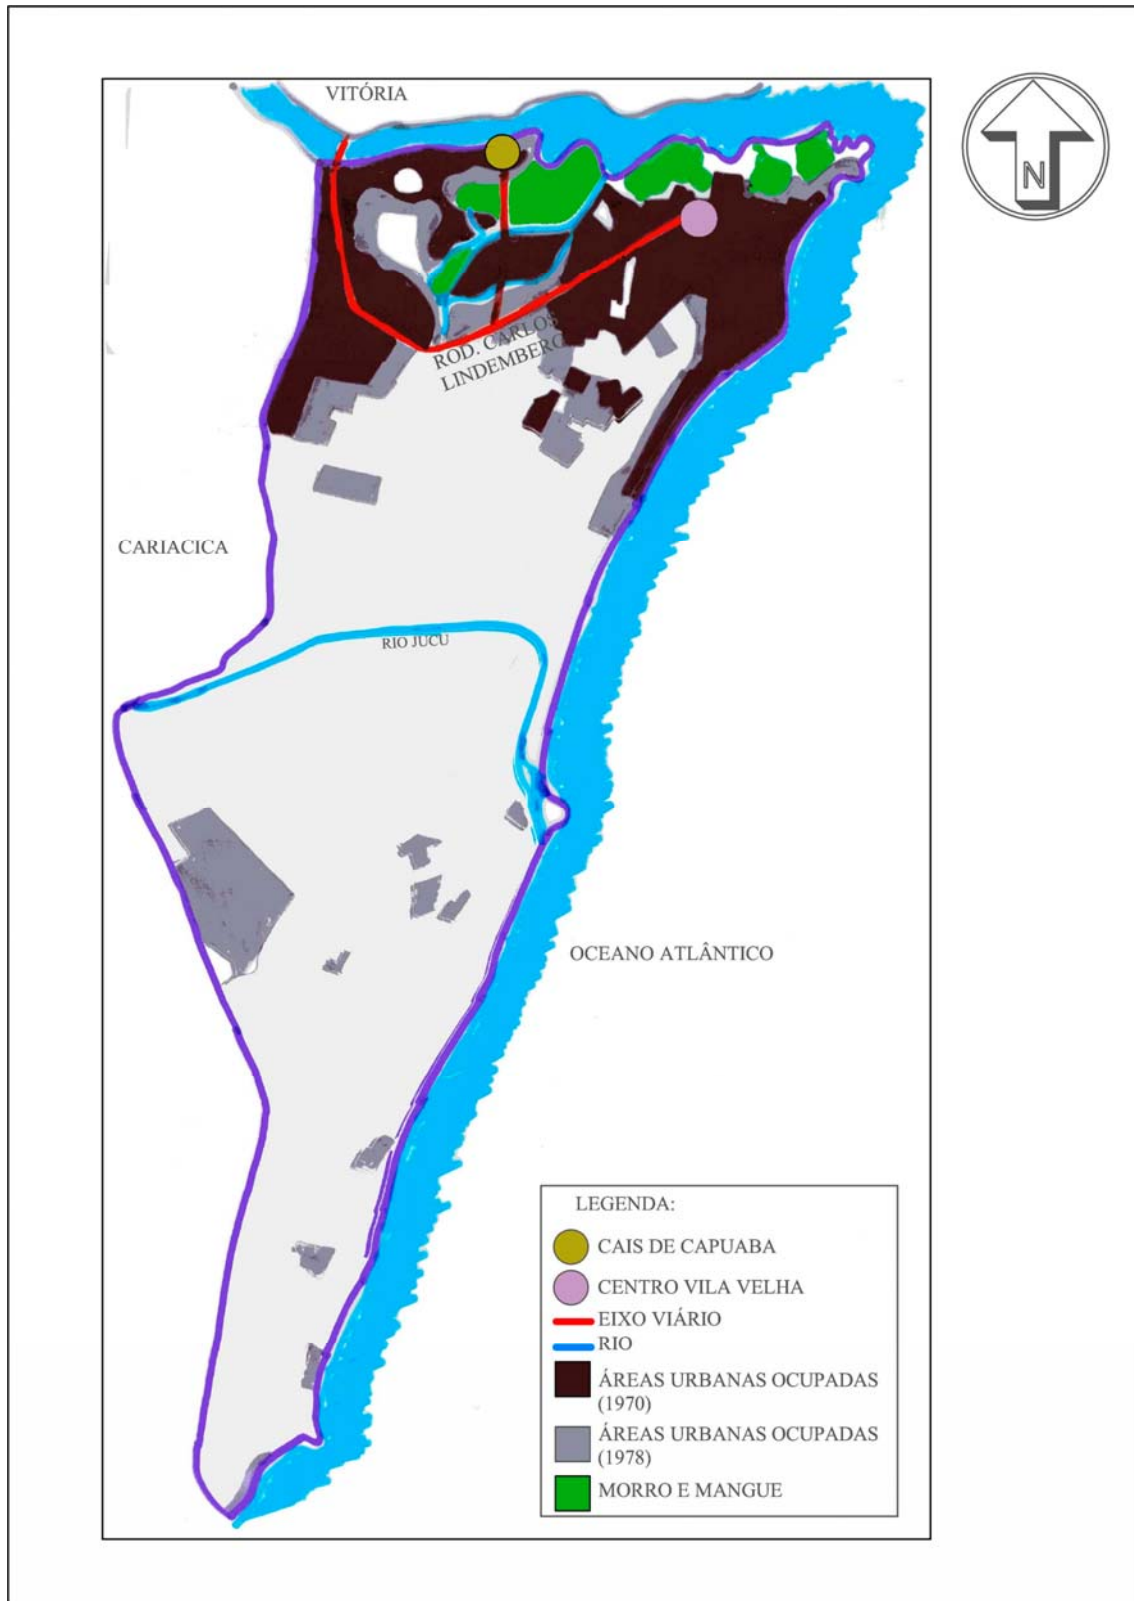 VITÓRIA
N
ROD. CARLOS
LINDEMBERG
CARIACICA
RIO JUCU
OCEANO ATLÂNTICO
LEGENDA:
CAIS DE CAPUABA
CENTRO VILA VELHA
EIXO VIÁRIO
RIO
ÁREAS URBANAS OCUPADAS
(1970)
ÁREAS URBANAS OCUPADAS
(1978)
MORRO E MANGUE